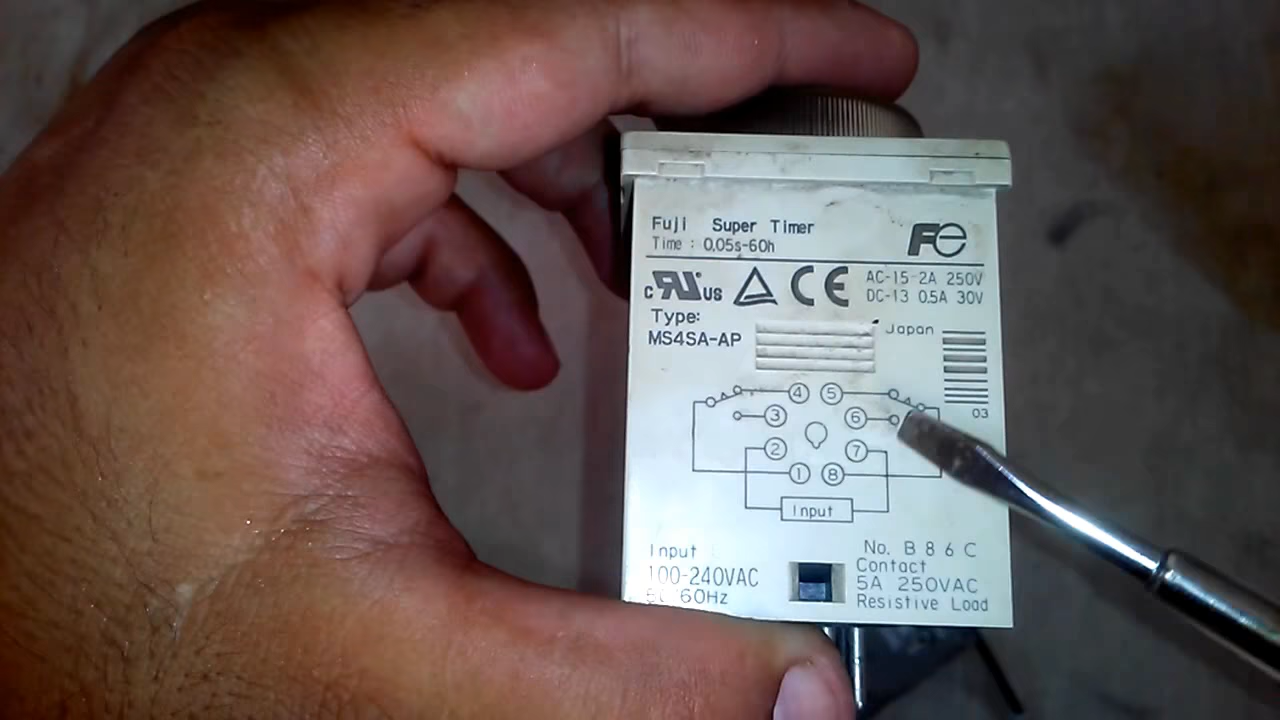 Fuji Super Timer
Time : 0.05s-60h
Fe
c RU US CE
AC-15 2A 250V
DC-13 0.5A 30V
Type:
MS4SA-AP
Japan
03
4 5
3 6
2 7
1 8
Input
Input :
100-240VAC
50/60Hz
No. B 8 6 C
Contact
5A 250VAC
Resistive Load